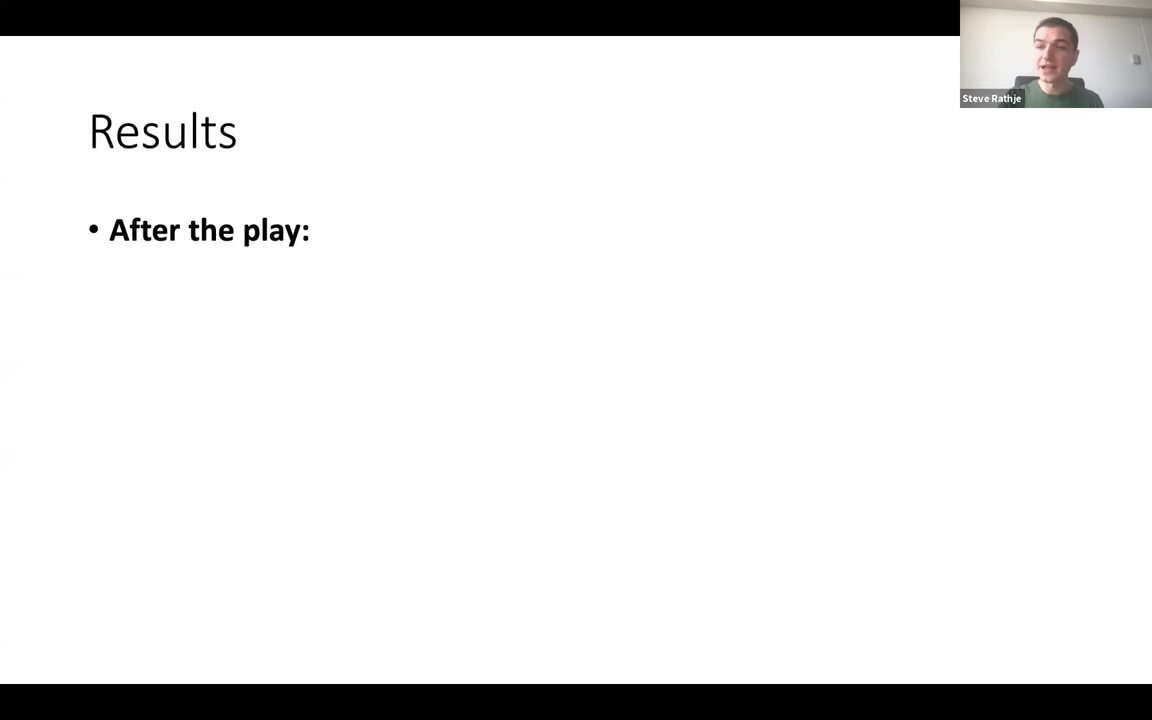 Steve Rathje
Results
• After the play: